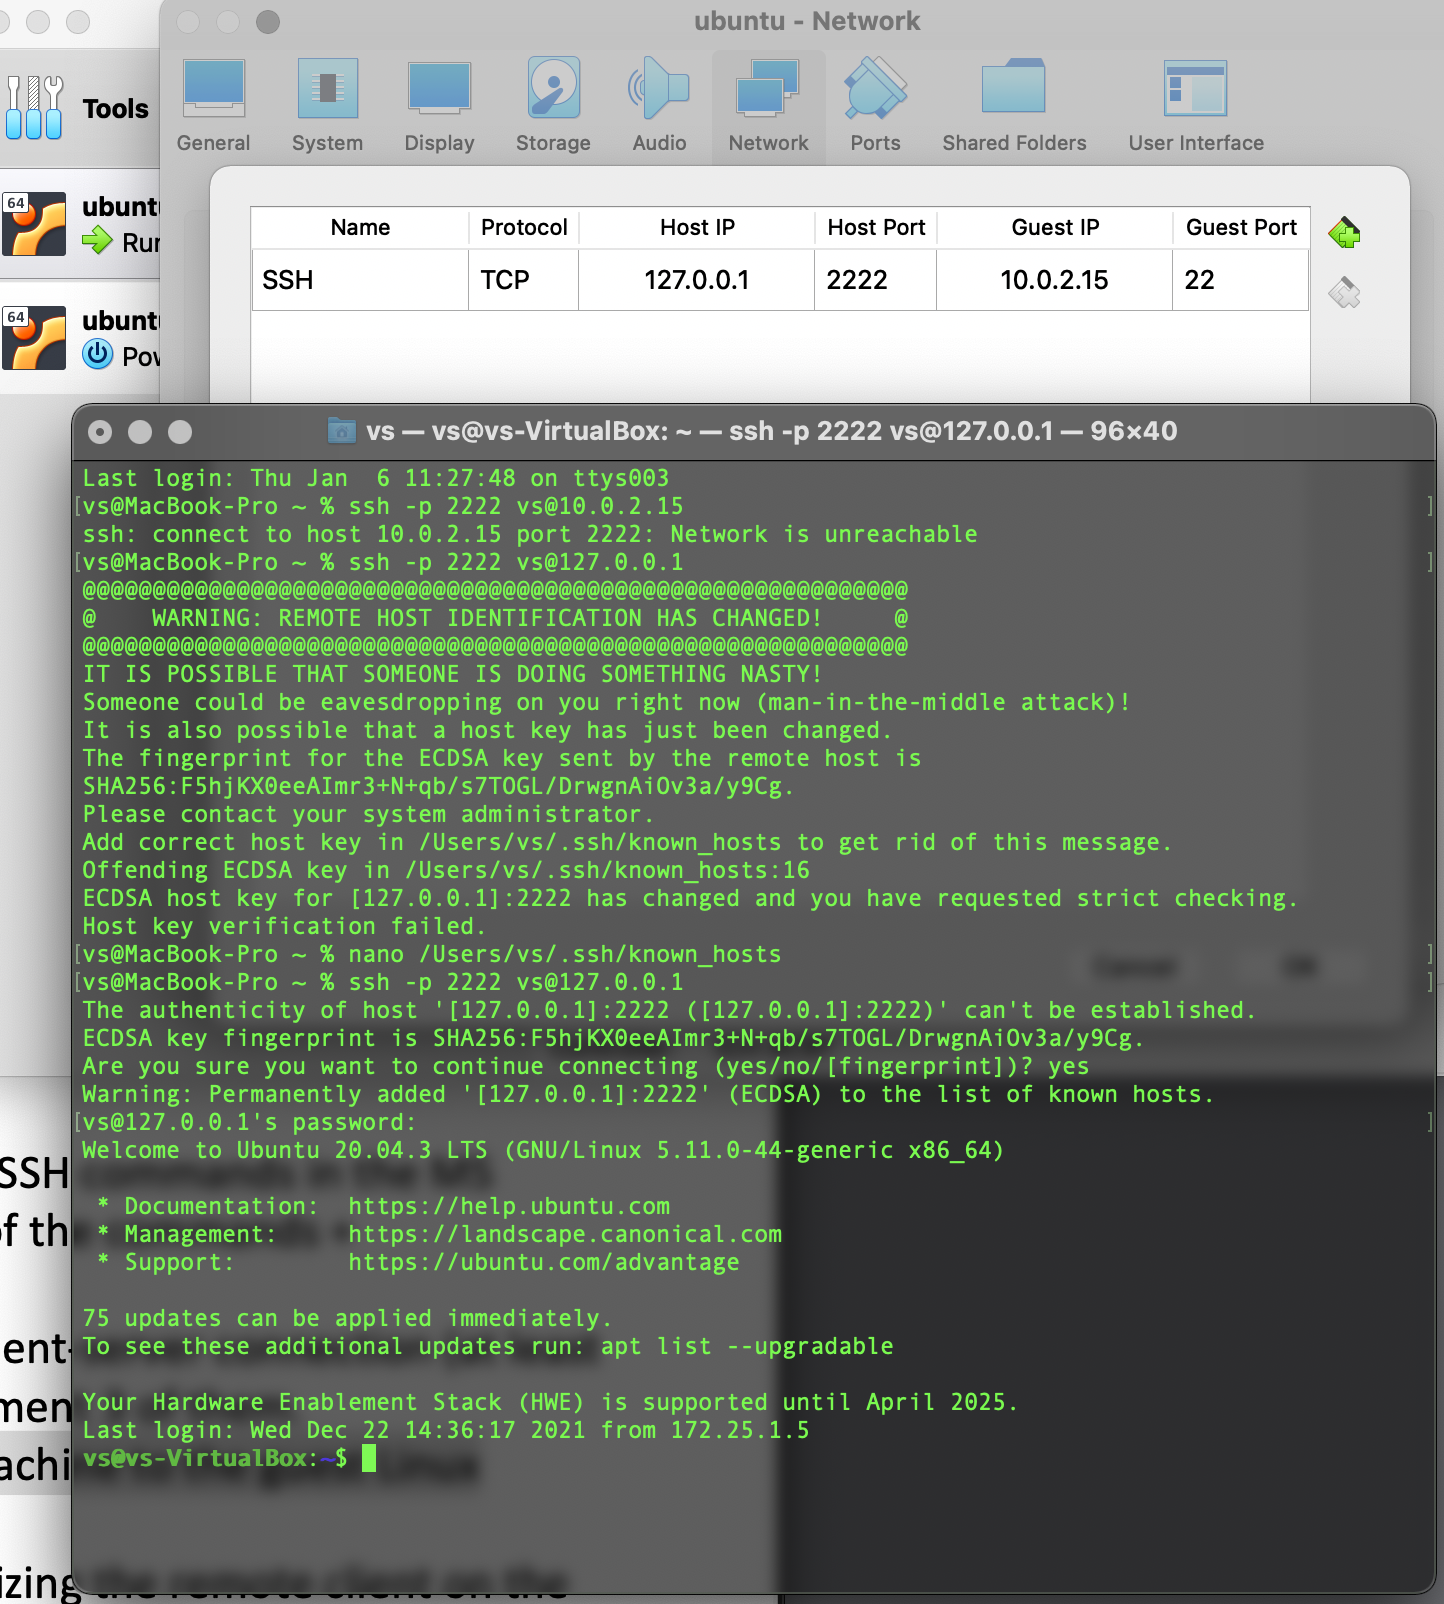 ubuntu - Network
Tools
General
System
Display
Storage
Audio
Network
Ports
Shared Folders
User Interface
64
ubuntu
Run
64
ubuntu
Pow
Name Protocol Host IP Host Port Guest IP Guest Port
SSH TCP 127.0.0.1 2222 10.0.2.15 22
vs — vs@vs-VirtualBox: ~ — ssh -p 2222 vs@127.0.0.1 — 96×40
Last login: Thu Jan  6 11:27:48 on ttys003
[vs@MacBook-Pro ~ % ssh -p 2222 vs@10.0.2.15 ]
ssh: connect to host 10.0.2.15 port 2222: Network is unreachable
[vs@MacBook-Pro ~ % ssh -p 2222 vs@127.0.0.1 ]
@@@@@@@@@@@@@@@@@@@@@@@@@@@@@@@@@@@@@@@@@@@@@@@@@@@@@@@@@@@
@    WARNING: REMOTE HOST IDENTIFICATION HAS CHANGED!     @
@@@@@@@@@@@@@@@@@@@@@@@@@@@@@@@@@@@@@@@@@@@@@@@@@@@@@@@@@@@
IT IS POSSIBLE THAT SOMEONE IS DOING SOMETHING NASTY!
Someone could be eavesdropping on you right now (man-in-the-middle attack)!
It is also possible that a host key has just been changed.
The fingerprint for the ECDSA key sent by the remote host is
SHA256:F5hjKX0eeAImr3+N+qb/s7TOGL/DrwgnAiOv3a/y9Cg.
Please contact your system administrator.
Add correct host key in /Users/vs/.ssh/known_hosts to get rid of this message.
Offending ECDSA key in /Users/vs/.ssh/known_hosts:16
ECDSA host key for [127.0.0.1]:2222 has changed and you have requested strict checking.
Host key verification failed.
[vs@MacBook-Pro ~ % nano /Users/vs/.ssh/known_hosts ]
[vs@MacBook-Pro ~ % ssh -p 2222 vs@127.0.0.1 ]
The authenticity of host '[127.0.0.1]:2222 ([127.0.0.1]:2222)' can't be established.
ECDSA key fingerprint is SHA256:F5hjKX0eeAImr3+N+qb/s7TOGL/DrwgnAiOv3a/y9Cg.
Are you sure you want to continue connecting (yes/no/[fingerprint])? yes
Warning: Permanently added '[127.0.0.1]:2222' (ECDSA) to the list of known hosts.
[vs@127.0.0.1's password: ]
Welcome to Ubuntu 20.04.3 LTS (GNU/Linux 5.11.0-44-generic x86_64)
 * Documentation:  https://help.ubuntu.com
 * Management:     https://landscape.canonical.com
 * Support:        https://ubuntu.com/advantage
75 updates can be applied immediately.
To see these additional updates run: apt list --upgradable
Your Hardware Enablement Stack (HWE) is supported until April 2025.
Last login: Wed Dec 22 14:36:17 2021 from 172.25.1.5
vs@vs-VirtualBox:~$
SSH commands in the MS
of the commands
izing the remote client on the